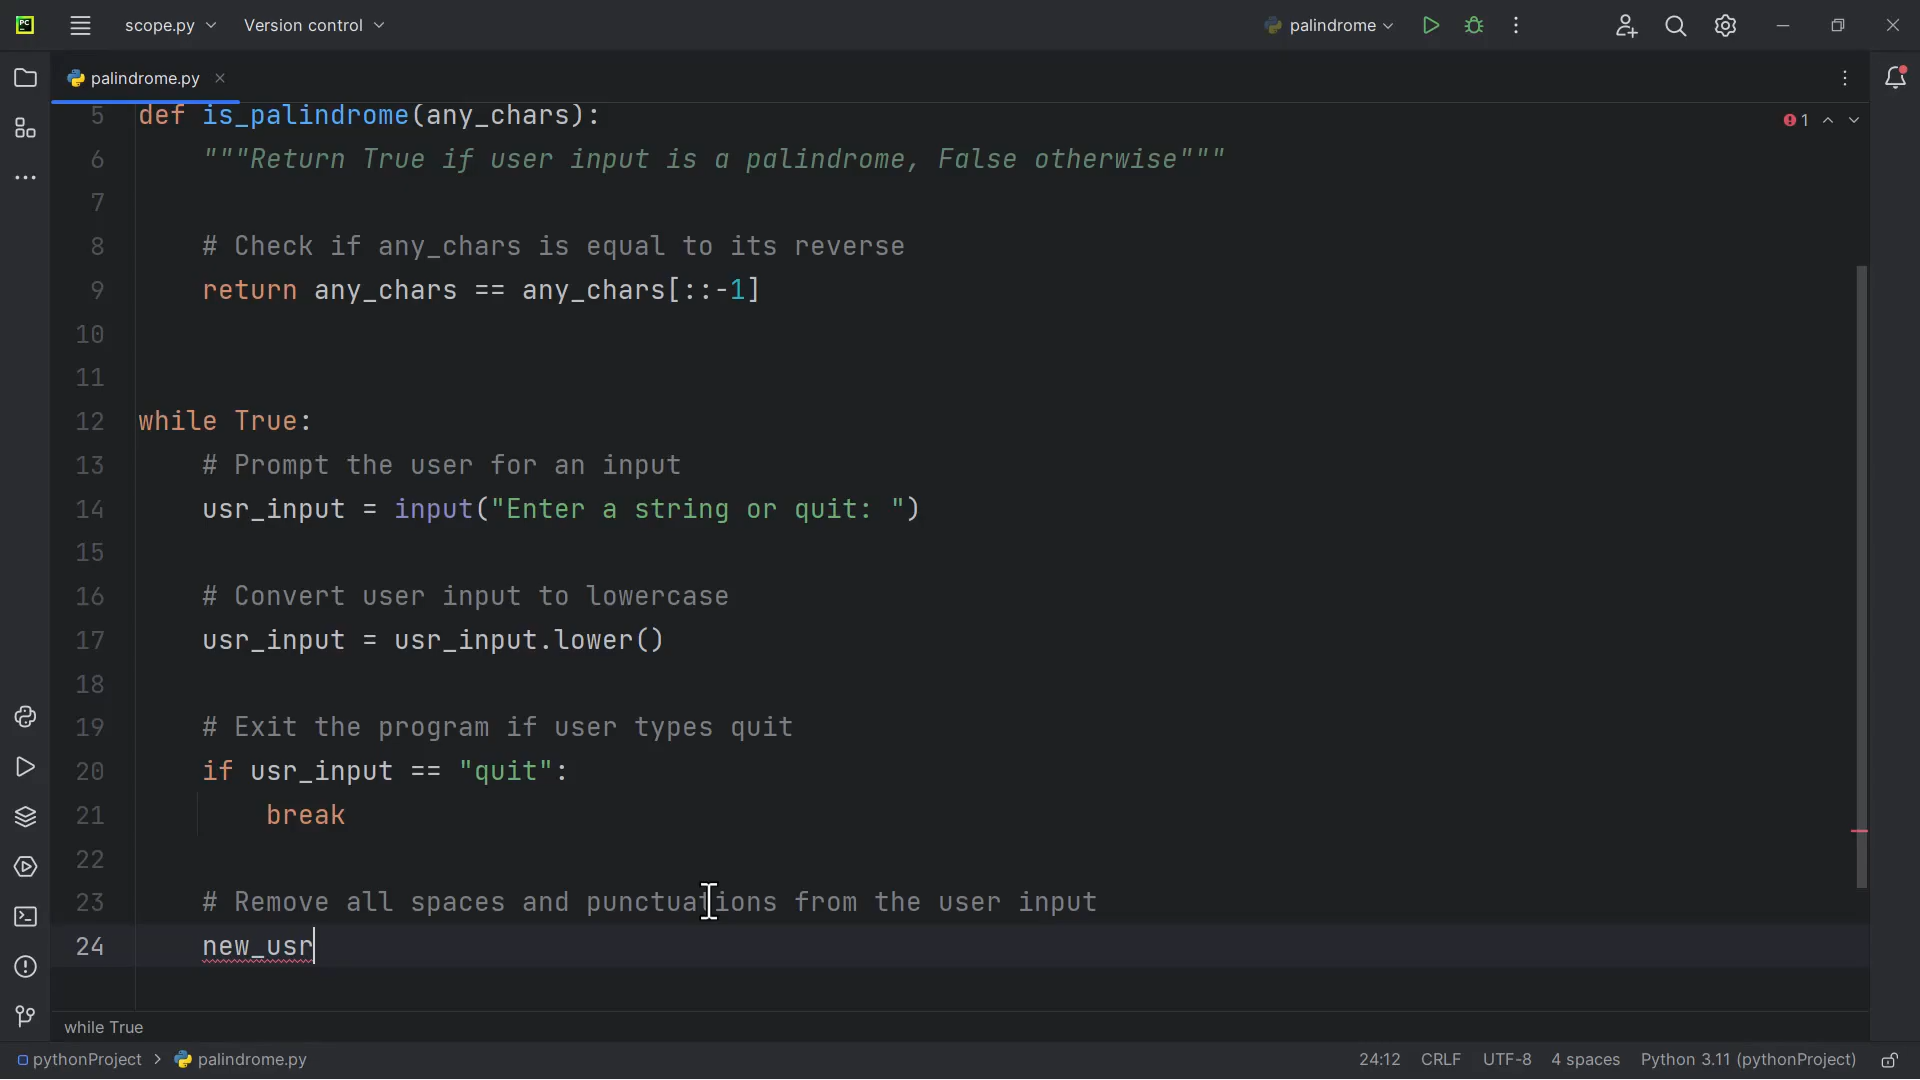 PC
scope.py
Version control
palindrome
palindrome.py
1
5 def is_palindrome(any_chars):
6 """Return True if user input is a palindrome, False otherwise"""
7
8 # Check if any_chars is equal to its reverse
9 return any_chars == any_chars[::-1]
10
11
12 while True:
13 # Prompt the user for an input
14 usr_input = input("Enter a string or quit: ")
15
16 # Convert user input to lowercase
17 usr_input = usr_input.lower()
18
19 # Exit the program if user types quit
20 if usr_input == "quit":
21 break
22
23 # Remove all spaces and punctuations from the user input
24 new_usr
while True
pythonProject > palindrome.py
24:12 CRLF UTF-8 4 spaces Python 3.11 (pythonProject)